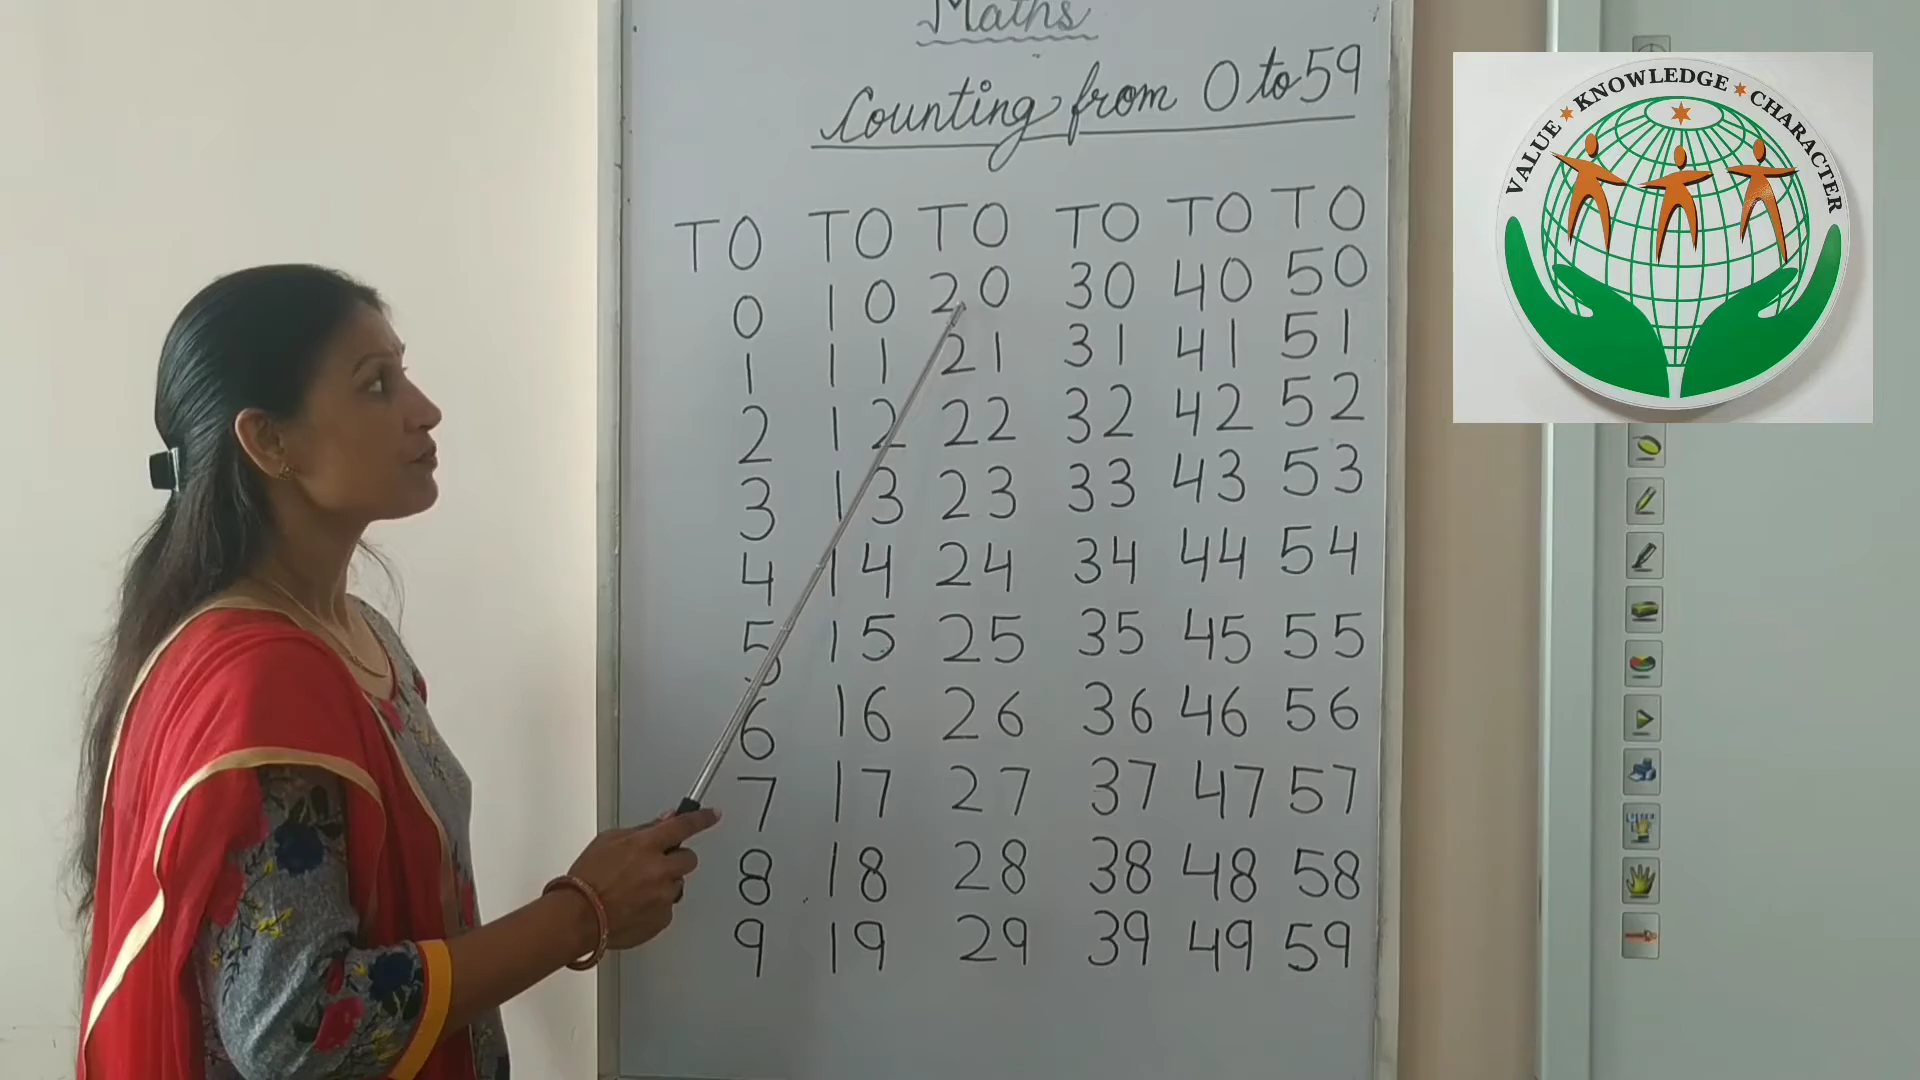 Maths
Counting from 0 to 59
TO TO TO TO TO TO
0 10 20 30 40 50
1 11 21 31 41 51
2 12 22 32 42 52
3 13 23 33 43 53
4 14 24 34 44 54
5 15 25 35 45 55
6 16 26 36 46 56
7 17 27 37 47 57
8 18 28 38 48 58
9 19 29 39 49 59
VALUE ★ KNOWLEDGE ★ CHARACTER